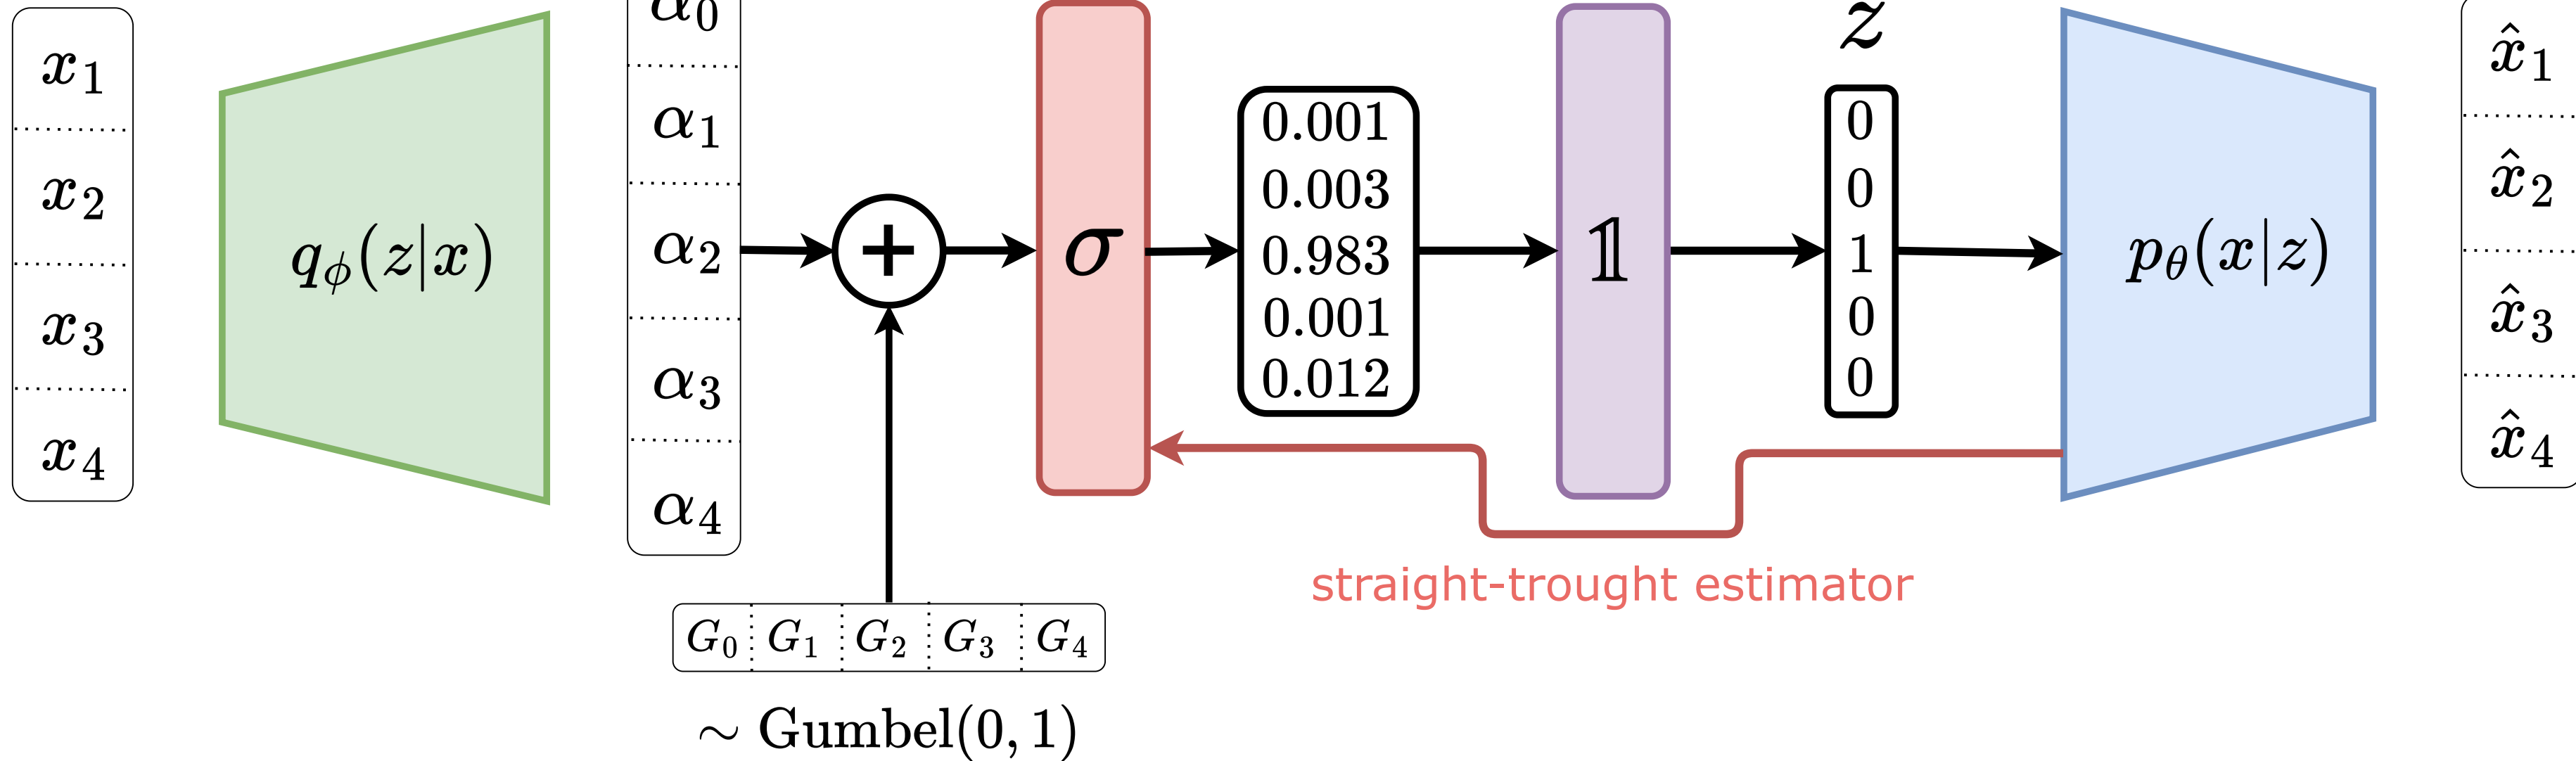 x₁
x₂
x₃
x₄
q_ϕ(z|x)
α₀
α₁
α₂
α₃
α₄
+
G₀ G₁ G₂ G₃ G₄
~ Gumbel(0, 1)
σ
0.001
0.003
0.983
0.001
0.012
𝟙
z
0
0
1
0
0
straight-trought estimator
p_θ(x|z)
x̂₁
x̂₂
x̂₃
x̂₄